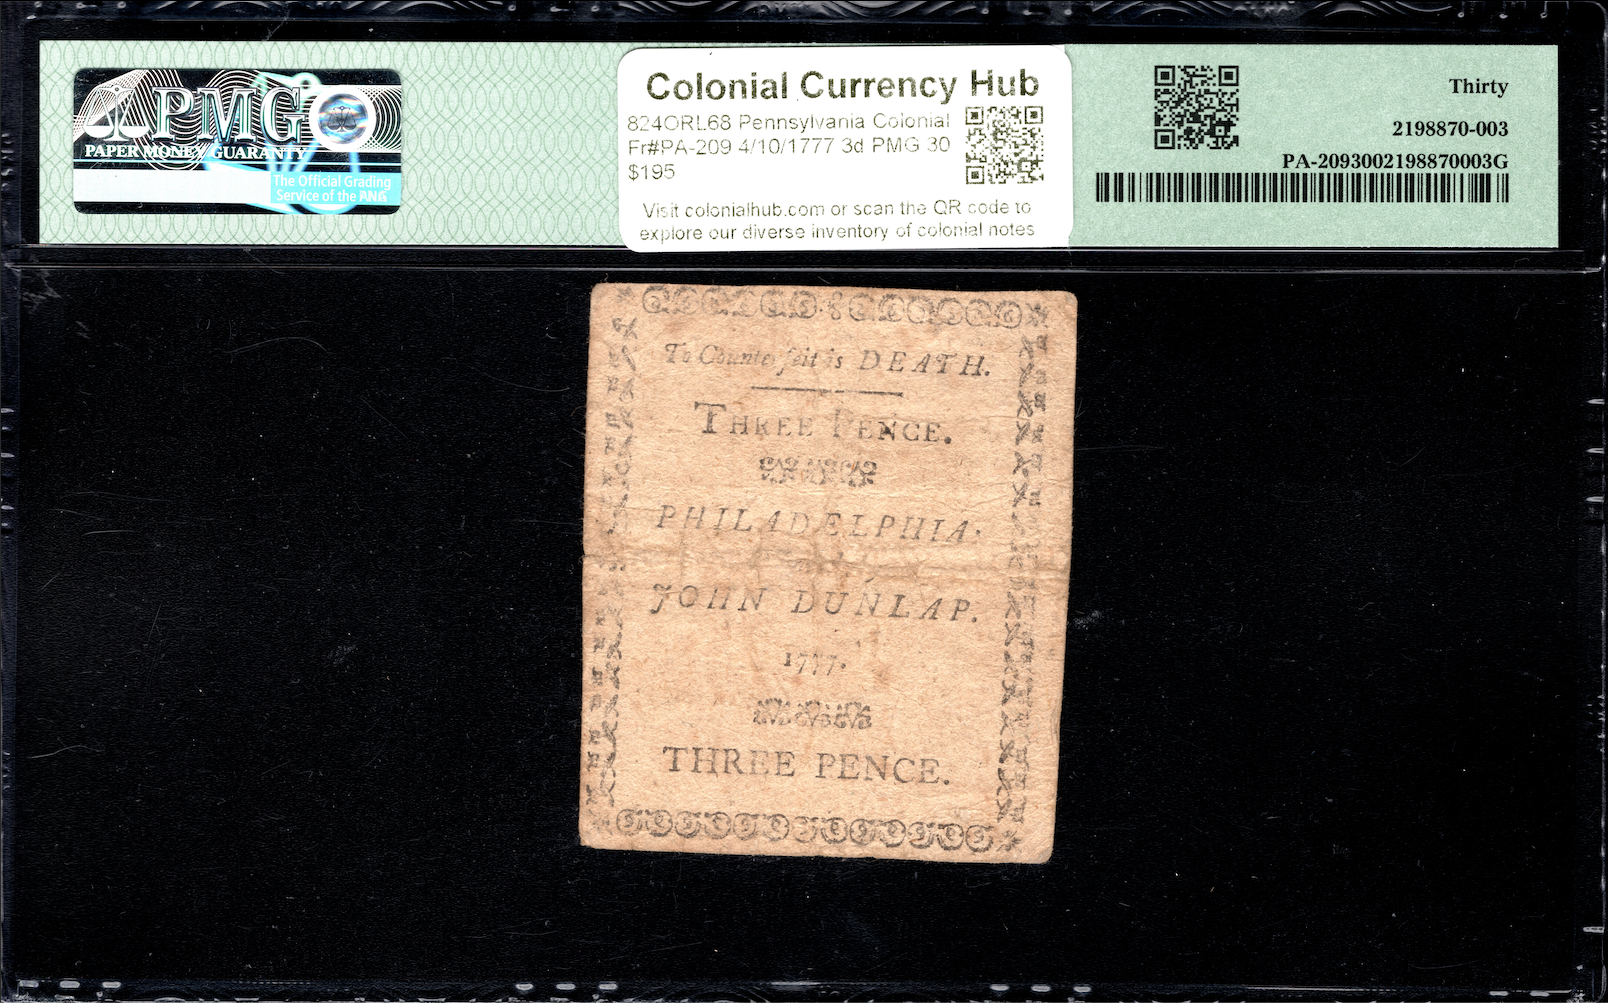 PMG
PAPER MONEY GUARANTY
The Official Grading
Service of the ANA
Colonial Currency Hub
824ORL68 Pennsylvania Colonial
Fr#PA-209 4/10/1777 3d PMG 30
$195
Visit colonialhub.com or scan the QR code to
explore our diverse inventory of colonial notes
Thirty
2198870-003
PA-2093002198870003G
To Counterfeit is DEATH.
THREE PENCE.
PHILADELPHIA:
JOHN DUNLAP.
1777.
THREE PENCE.